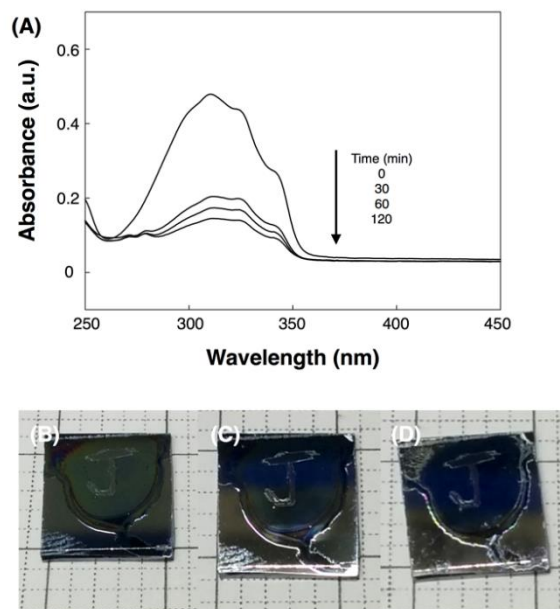 (A)
Absorbance (a.u.)
0.6
0.4
0.2
0
Time (min)
0
30
60
120
250
300
350
400
450
Wavelength (nm)
(B)
(C)
(D)
J
J
J